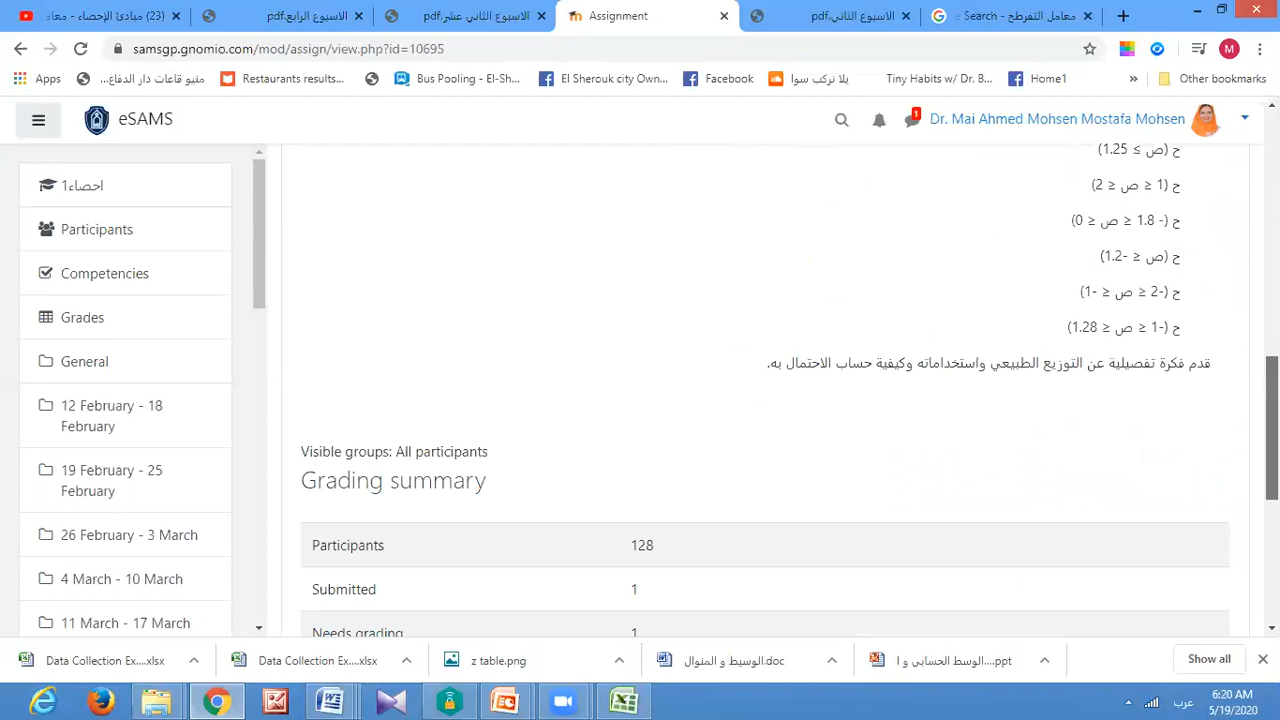 (23) مبادئ الإحصاء - معاد
الاسبوع الرابع.pdf
الاسبوع الثاني عشر.pdf
Assignment
الاسبوع الثاني.pdf
معامل التفرطح - e Search
samsgp.gnomio.com/mod/assign/view.php?id=10695
Apps
منيو قاعات دار الدفاع...
Restaurants results...
Bus Pooling - El-Sh...
El Sherouk city Own...
Facebook
يلا نركب سوا
Tiny Habits w/ Dr. B...
Home1
»
Other bookmarks
eSAMS
1
Dr. Mai Ahmed Mohsen Mostafa Mohsen
احصاء1
Participants
Competencies
Grades
General
12 February - 18
February
19 February - 25
February
26 February - 3 March
4 March - 10 March
11 March - 17 March
ح (ص ≥ 1.25)
ح (1 ≤ ص ≤ 2)
ح (- 1.8 ≤ ص ≤ 0)
ح (ص ≤ -1.2)
ح (-2 ≤ ص ≤ -1)
ح (-1 ≤ ص ≤ 1.28)
قدم فكرة تفصيلية عن التوزيع الطبيعي واستخداماته وكيفية حساب الاحتمال به.
Visible groups: All participants
Grading summary
Participants 128
Submitted 1
Needs grading 1
Data Collection Ex....xlsx
Data Collection Ex....xlsx
z table.png
الوسيط و المنوال.doc
الوسط الحسابى و ا....ppt
Show all
عرب
6:20 AM
5/19/2020